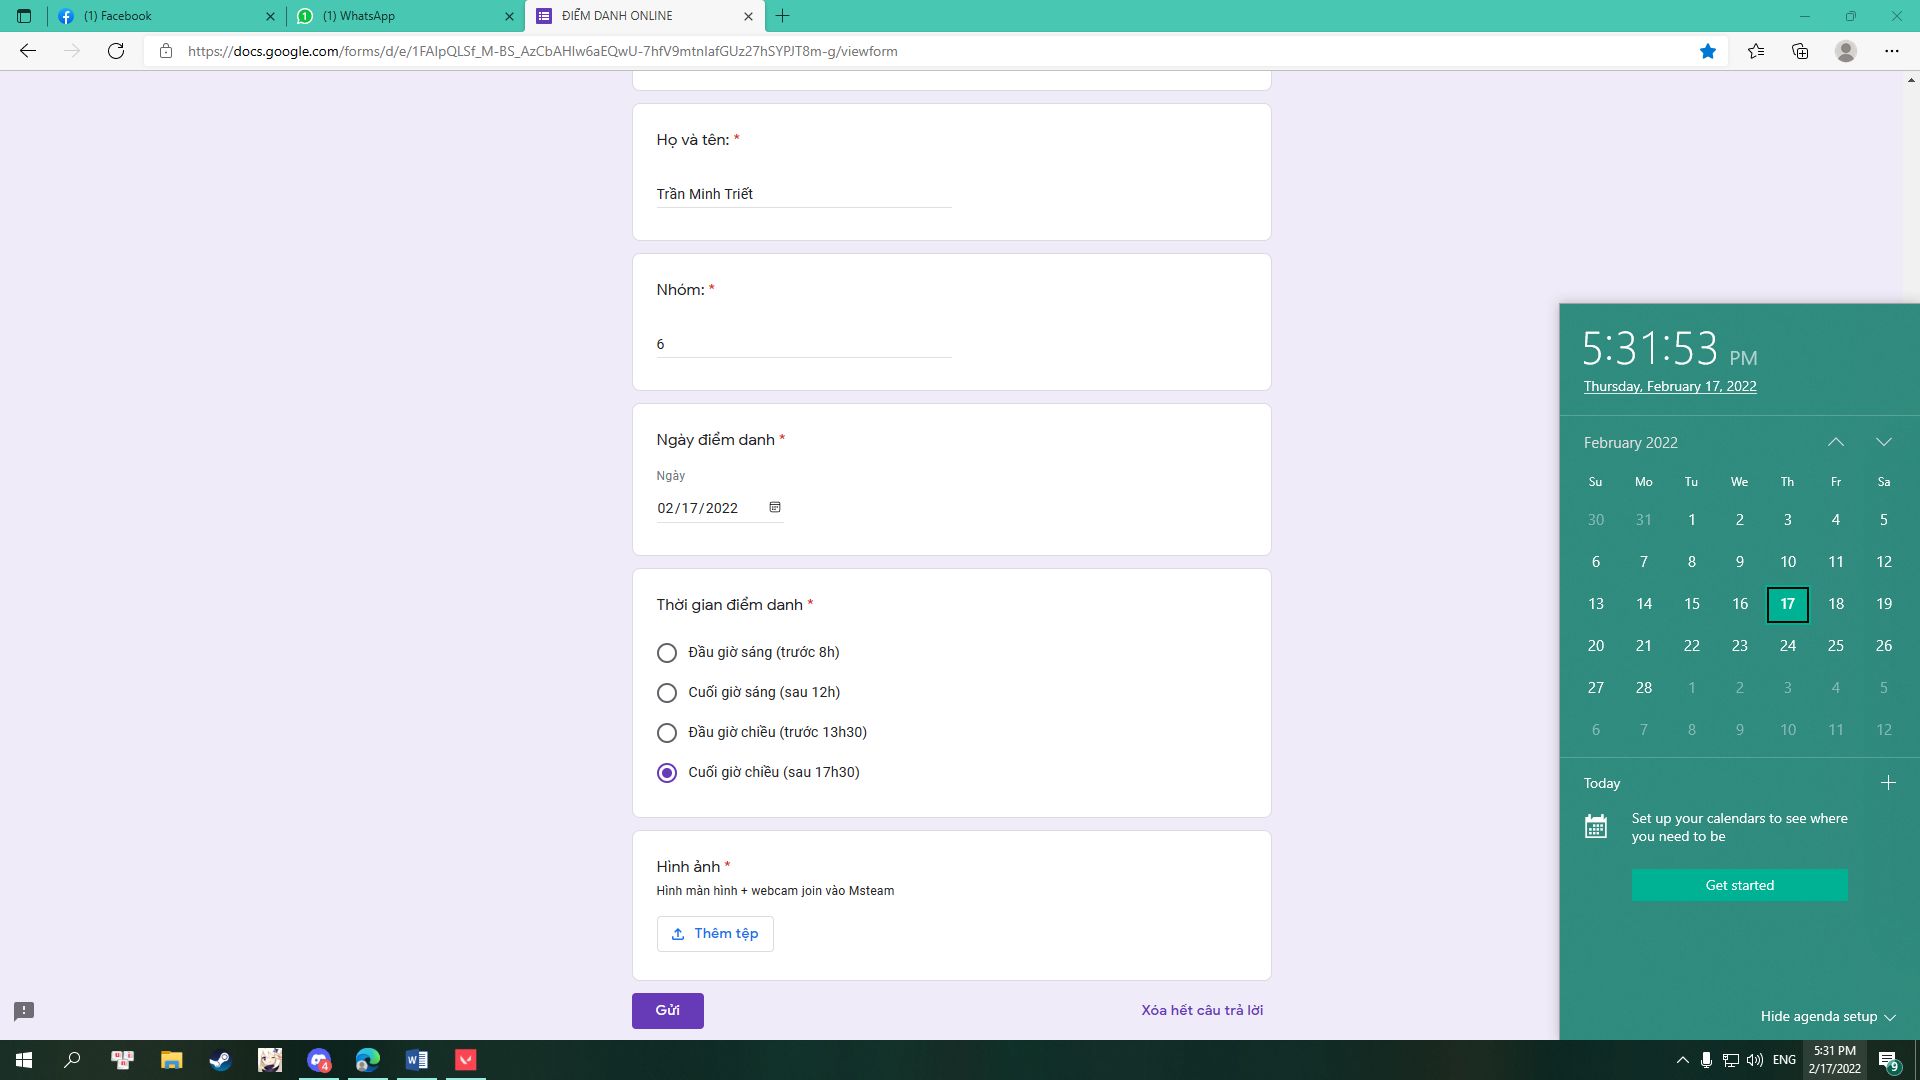 (1) Facebook
(1) WhatsApp
ĐIỂM DANH ONLINE
https://docs.google.com/forms/d/e/1FAIpQLSf_M-BS_AzCbAHIw6aEQwU-7hfV9mtnIafGUz27hSYPJT8m-g/viewform
Họ và tên: *
Trần Minh Triết
Nhóm: *
6
Ngày điểm danh *
Ngày
02/17/2022
Thời gian điểm danh *
Đầu giờ sáng (trước 8h)
Cuối giờ sáng (sau 12h)
Đầu giờ chiều (trước 13h30)
Cuối giờ chiều (sau 17h30)
Hình ảnh *
Hình màn hình + webcam join vào Msteam
Thêm tệp
Gửi
Xóa hết câu trả lời
5:31:53 PM
Thursday, February 17, 2022
February 2022
Su Mo Tu We Th Fr Sa
30 31 1 2 3 4 5
6 7 8 9 10 11 12
13 14 15 16 17 18 19
20 21 22 23 24 25 26
27 28 1 2 3 4 5
6 7 8 9 10 11 12
Today
Set up your calendars to see where
you need to be
Get started
Hide agenda setup
4
ENG
5:31 PM
2/17/2022
9